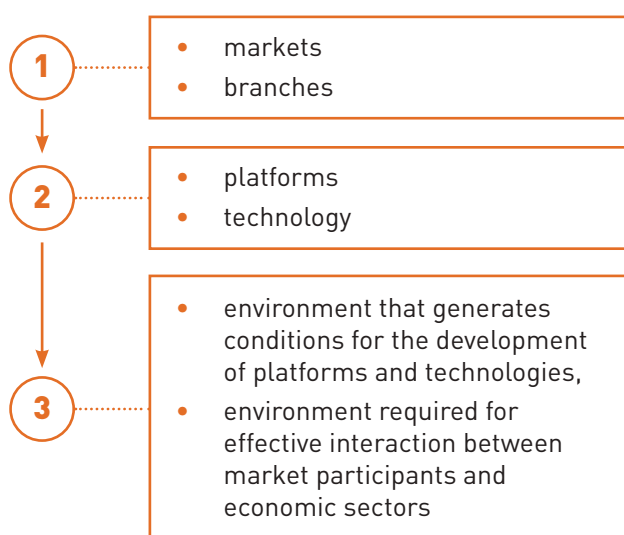 1
• markets
• branches
2
• platforms
• technology
3
• environment that generates
conditions for the development
of platforms and technologies,
• environment required for
effective interaction between
market participants and
economic sectors